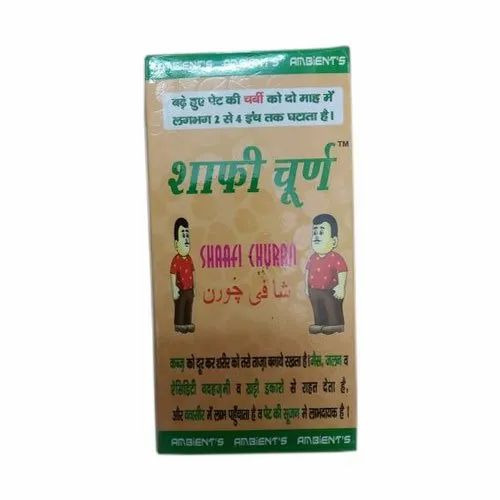 AMBIENT'S AMBIENT'S AMBIENT'S
बढ़े हुए पेट की चर्बी को दो माह में
लगभग 2 से 4 इंच तक घटाता है।
शाफी चूर्ण TM
SHAAFI CHURAN
شافی چورن
कब्ज़ को दूर कर शरीर को तरो ताज़ा बनाये रखता है। गैस, जलन व
ऐसिडिटी बदहज़मी व खट्टी डकारो से राहत देता है,
और बवासीर में लाभ पहुँचाता है व पेट की सूजन मे लाभदायक है।
AMBIENT'S AMBIENT'S AMBIENT'S